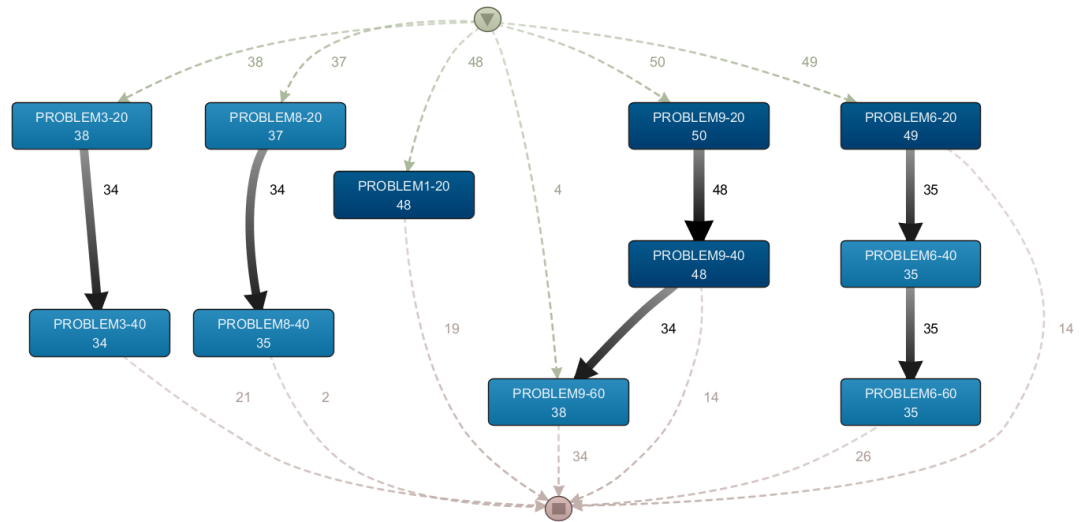 38
37
48
50
49
PROBLEM3-20
38
PROBLEM8-20
37
PROBLEM9-20
50
PROBLEM6-20
49
34
34
PROBLEM1-20
48
4
48
35
PROBLEM9-40
48
PROBLEM6-40
35
PROBLEM3-40
34
PROBLEM8-40
35
19
34
35
14
PROBLEM9-60
38
PROBLEM6-60
35
21
2
14
34
26